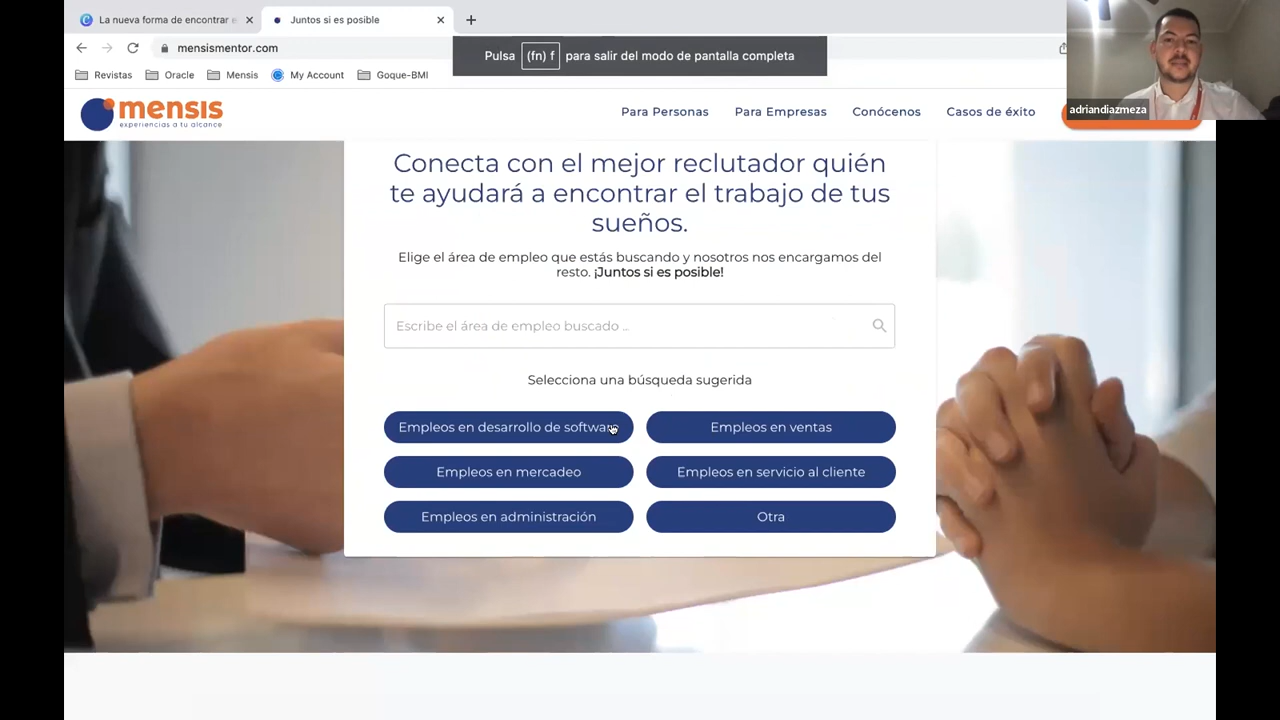 La nueva forma de encontrar e
Juntos si es posible
mensismentor.com
Pulsa (fn) f para salir del modo de pantalla completa
adriandiazmeza
Revistas
Oracle
Mensis
My Account
Goque-BMI
mensis
experiencias a tu alcance
Para Personas
Para Empresas
Conócenos
Casos de éxito
Conecta con el mejor reclutador quién
te ayudará a encontrar el trabajo de tus
sueños.
Elige el área de empleo que estás buscando y nosotros nos encargamos del
resto. ¡Juntos si es posible!
Escribe el área de empleo buscado ...
Selecciona una búsqueda sugerida
Empleos en desarrollo de software
Empleos en ventas
Empleos en mercadeo
Empleos en servicio al cliente
Empleos en administración
Otra